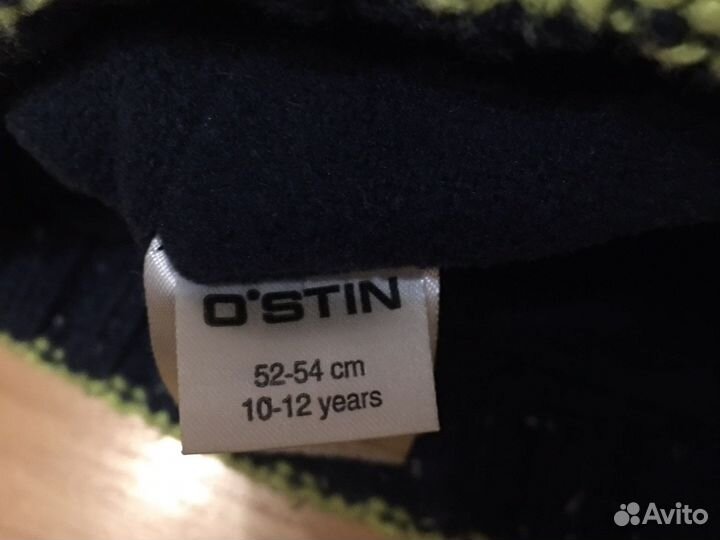 O'STIN
52-54 cm
10-12 years
Avito